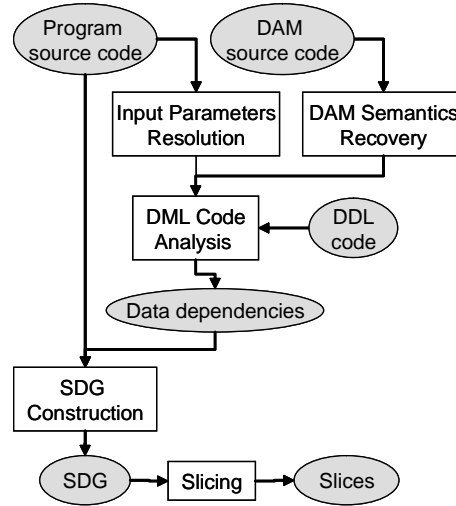 Program
source code
DAM
source code
Input Parameters
Resolution
DAM Semantics
Recovery
DML Code
Analysis
DDL
code
Data dependencies
SDG
Construction
SDG
Slicing
Slices